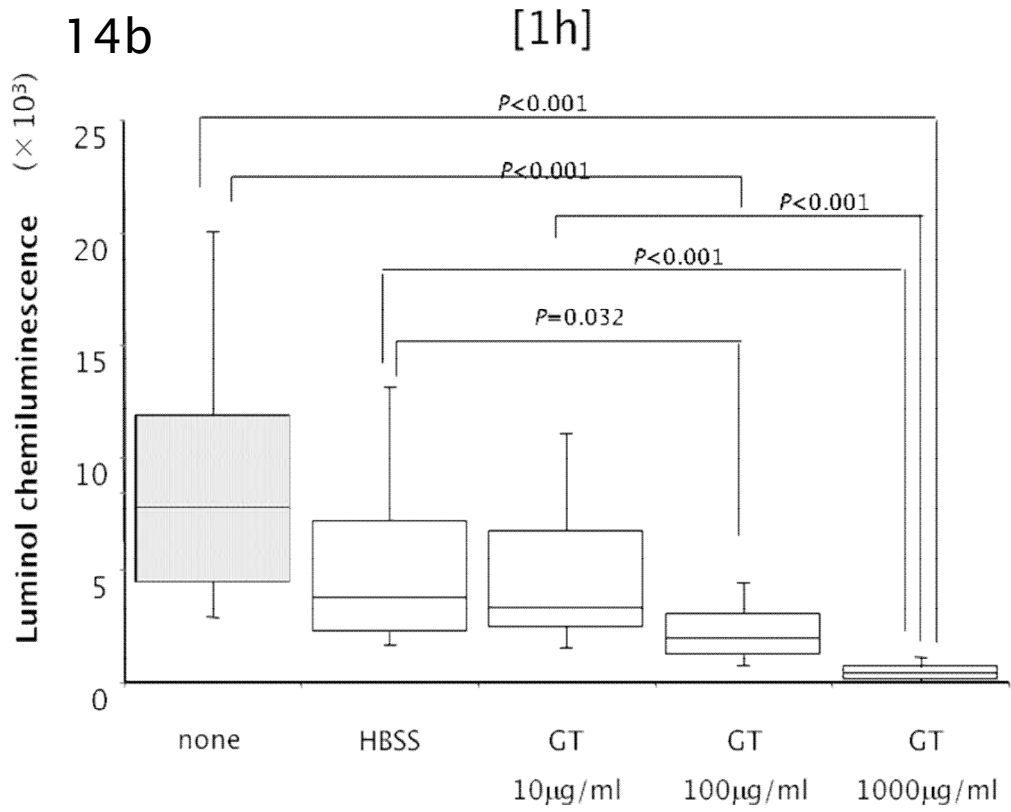 14b
[1h]
Luminol chemiluminescence (× 10³)
25
20
15
10
5
0
P<0.001
P<0.001
P<0.001
P<0.001
P=0.032
none HBSS GT GT GT
10µg/ml 100µg/ml 1000µg/ml